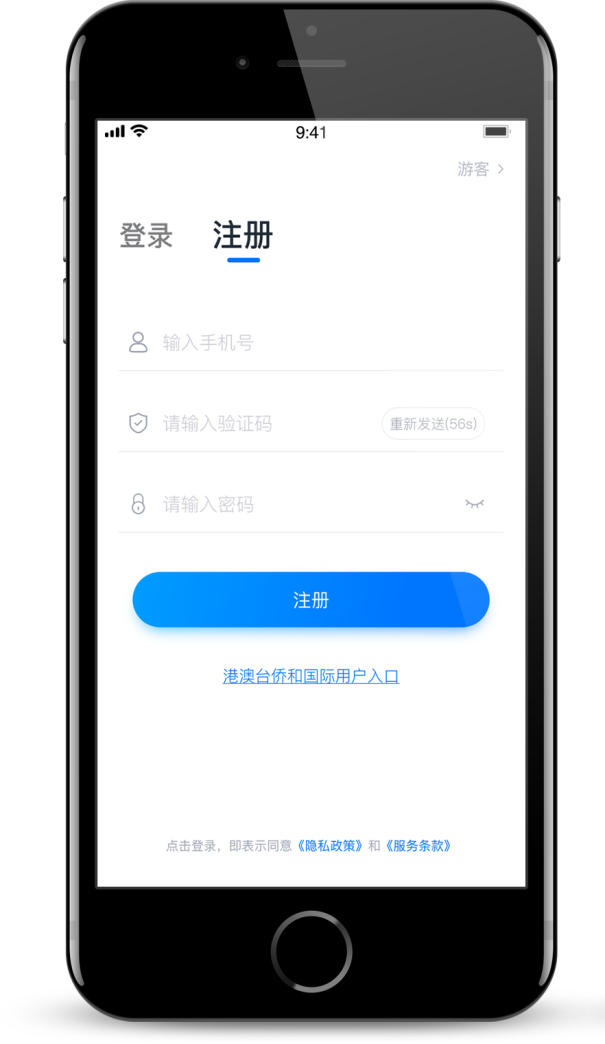 9:41
游客
登录 注册
输入手机号
请输入验证码 重新发送(56s)
请输入密码
注册
港澳台侨和国际用户入口
点击登录，即表示同意《隐私政策》和《服务条款》